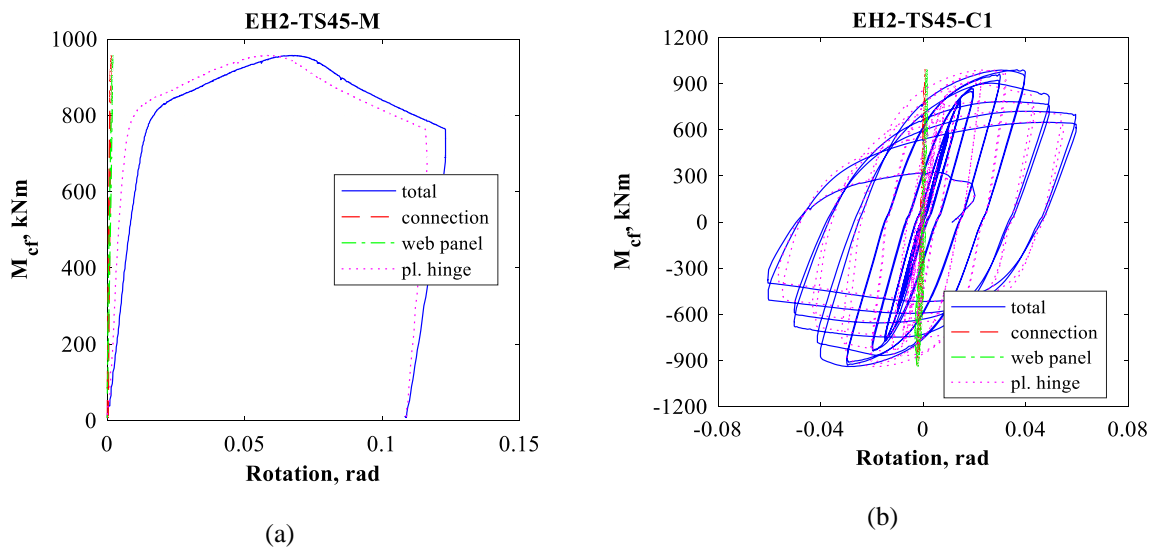 EH2-TS45-M
1000
800
600
400
200
0
M_cf, kNm
0
0.05
0.1
0.15
Rotation, rad
total
connection
web panel
pl. hinge
(a)
EH2-TS45-C1
1200
900
600
300
0
-300
-600
-900
-1200
M_cf, kNm
-0.08
-0.04
0
0.04
0.08
Rotation, rad
total
connection
web panel
pl. hinge
(b)